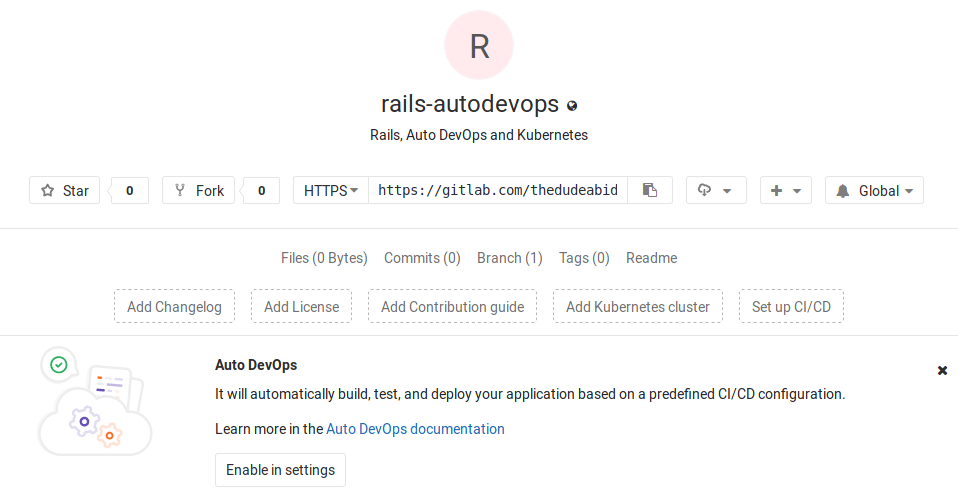 R
rails-autodevops
Rails, Auto DevOps and Kubernetes
Star 0 Fork 0 HTTPS https://gitlab.com/thedudeabid Global
Files (0 Bytes) Commits (0) Branch (1) Tags (0) Readme
Add Changelog Add License Add Contribution guide Add Kubernetes cluster Set up CI/CD
Auto DevOps
It will automatically build, test, and deploy your application based on a predefined CI/CD configuration.
Learn more in the Auto DevOps documentation
Enable in settings